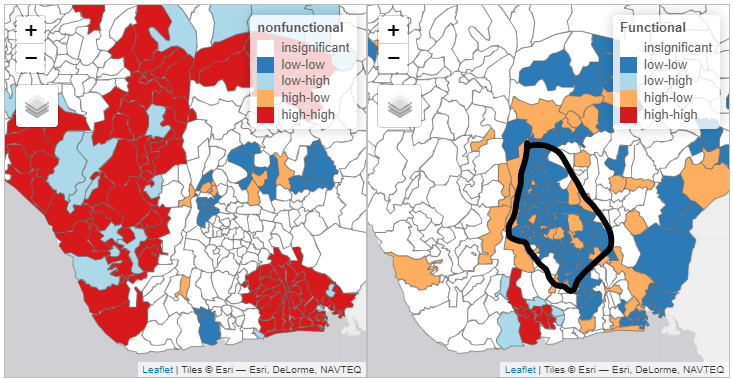 +
−
nonfunctional
insignificant
low-low
low-high
high-low
high-high
Leaflet | Tiles © Esri — Esri, DeLorme, NAVTEQ
+
−
Functional
insignificant
low-low
low-high
high-low
high-high
Leaflet | Tiles © Esri — Esri, DeLorme, NAVTEQ